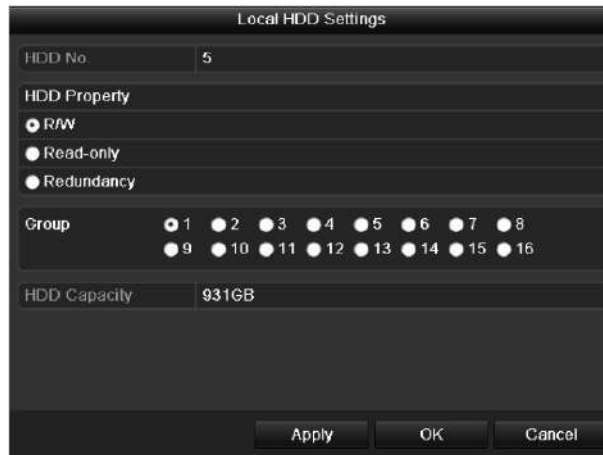 Local HDD Settings
HDD No. 5
HDD Property
R/W
Read-only
Redundancy
Group 1 2 3 4 5 6 7 8
9 10 11 12 13 14 15 16
HDD Capacity 931GB
Apply OK Cancel